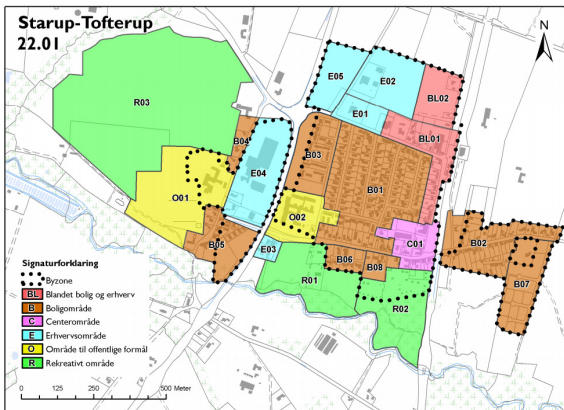 Starup-Tofterup
22.01
N
R03
E05
E02
BL02
E01
BL01
B04
B03
E04
B01
O01
O02
B05
E03
C01
B02
B06
B08
R01
B07
R02
Signaturforklaring
Byzone
BL Blandet bolig og erhverv
B Boligområde
C Centerområde
E Erhvervsområde
O Område til offentlige formål
R Rekreativt område
0 125 250 500 Meter